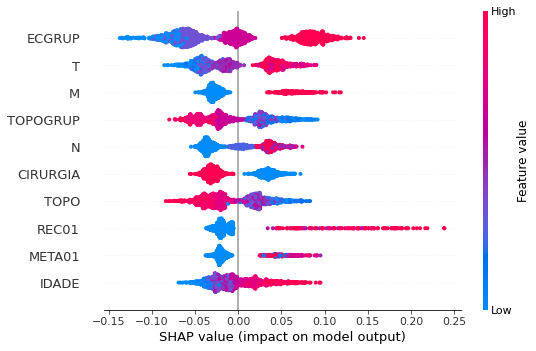 High
ECGRUP
T
M
TOPOGRUP
N
CIRURGIA
TOPO
REC01
META01
IDADE
Feature value
Low
−0.15 −0.10 −0.05 0.00 0.05 0.10 0.15 0.20 0.25
SHAP value (impact on model output)